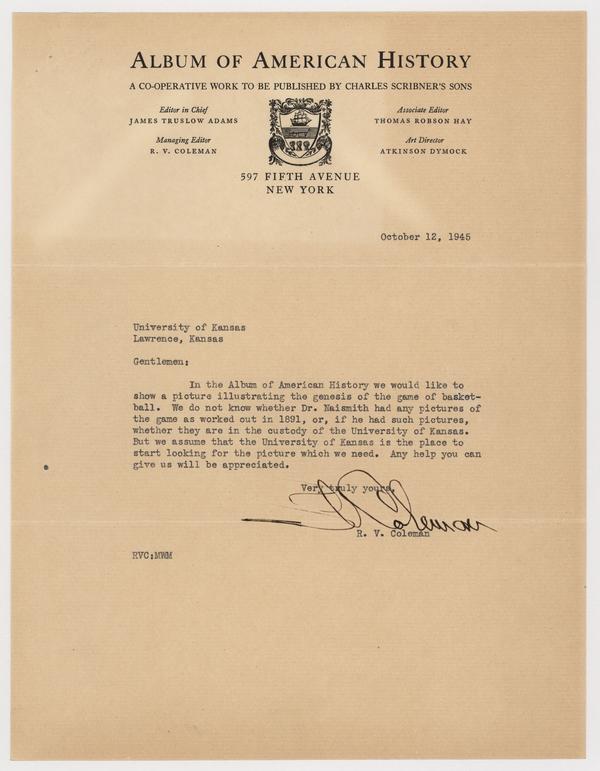 ALBUM OF AMERICAN HISTORY
A CO-OPERATIVE WORK TO BE PUBLISHED BY CHARLES SCRIBNER'S SONS
Editor in Chief
JAMES TRUSLOW ADAMS
Managing Editor
R. V. COLEMAN
Associate Editor
THOMAS ROBSON HAY
Art Director
ATKINSON DYMOCK
597 FIFTH AVENUE
NEW YORK
October 12, 1945
University of Kansas
Lawrence, Kansas
Gentlemen:
In the Album of American History we would like to
show a picture illustrating the genesis of the game of basket-
ball. We do not know whether Dr. Naismith had any pictures of
the game as worked out in 1891, or, if he had such pictures,
whether they are in the custody of the University of Kansas.
But we assume that the University of Kansas is the place to
start looking for the picture which we need. Any help you can
give us will be appreciated.
Very truly yours,
R V Coleman
R. V. Coleman
RVC:MWM